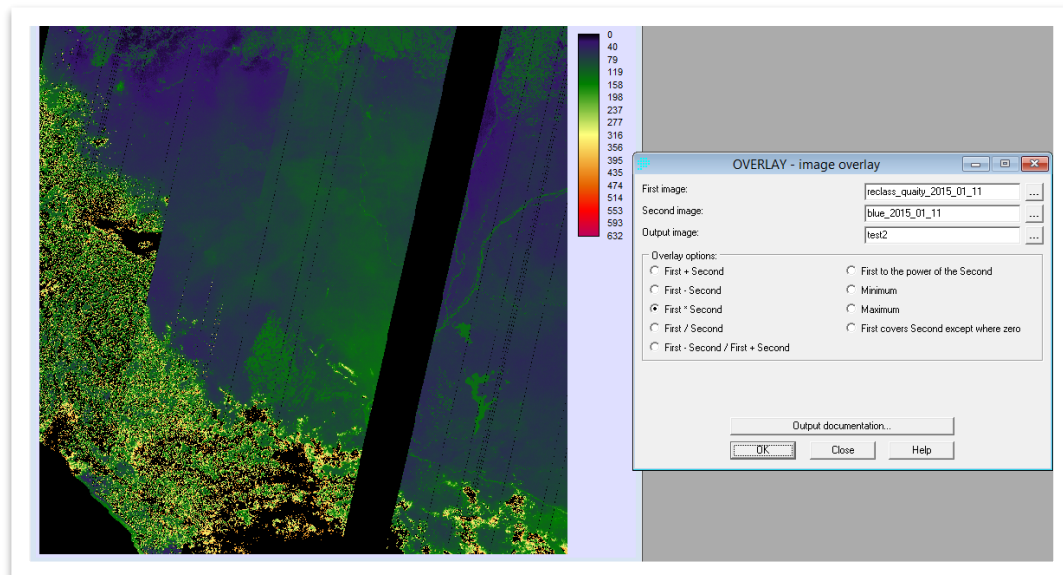 0
40
79
119
158
198
237
277
316
356
395
435
474
514
553
593
632
OVERLAY - image overlay
First image:
reclass_quaity_2015_01_11
...
Second image:
blue_2015_01_11
...
Output image:
test2
...
Overlay options:
First + Second
First to the power of the Second
First - Second
Minimum
First * Second
Maximum
First / Second
First covers Second except where zero
First - Second / First + Second
Output documentation...
OK
Close
Help